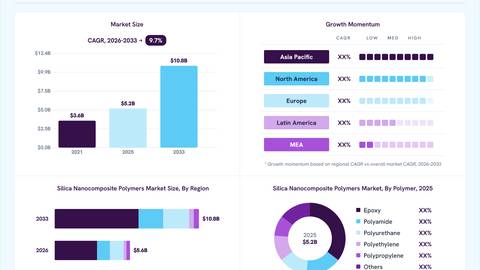 Market Size
CAGR, 2026-2033 → 9.7%
$12.4B
$9.9B
$7.5B
$5.0B
$2.5B
$0.0B
$3.6B
$5.2B
$10.8B
2021
2025
2033
Growth Momentum
CAGR LOW MED HIGH
Asia Pacific XX%
North America XX%
Europe XX%
Latin America XX%
MEA XX%
* Growth momentum based on regional CAGR vs overall market CAGR, 2026-2033
Silica Nanocomposite Polymers Market Size, By Region
2033 $10.8B
2026 $5.6B
Silica Nanocomposite Polymers Market, By Polymer, 2025
2025
$5.2B
Epoxy XX%
Polyamide XX%
Polyurethane XX%
Polyethylene XX%
Polypropylene XX%
Others XX%